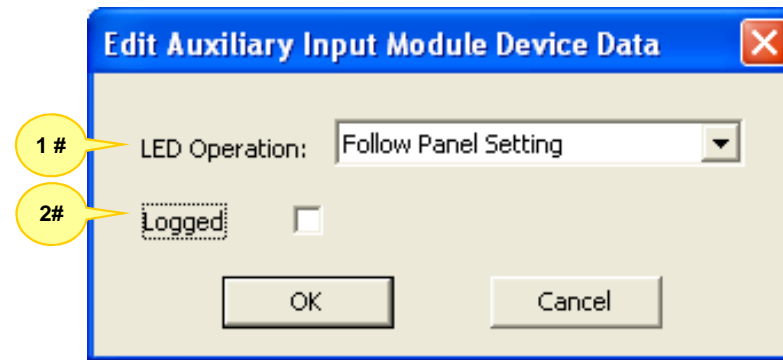 Edit Auxiliary Input Module Device Data
1 #
LED Operation: Follow Panel Setting
2#
Logged
OK Cancel